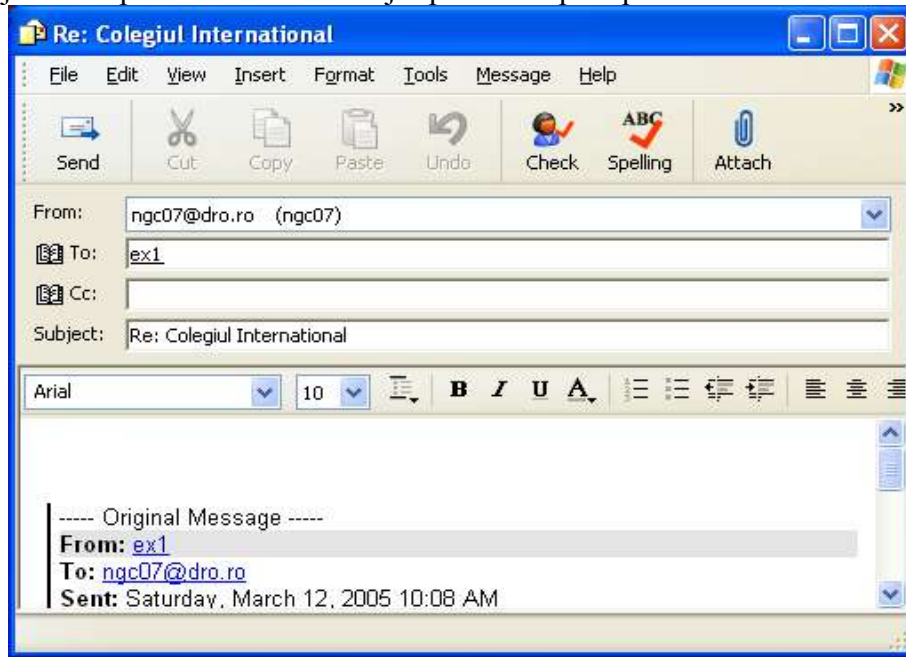 Re: Colegiul International
File Edit View Insert Format Tools Message Help
»
ABC
Send Cut Copy Paste Undo Check Spelling Attach
From: ngc07@dro.ro (ngc07)
To: ex1
Cc:
Subject: Re: Colegiul International
Arial 10 B I U A
----- Original Message -----
From: ex1
To: ngc07@dro.ro
Sent: Saturday, March 12, 2005 10:08 AM